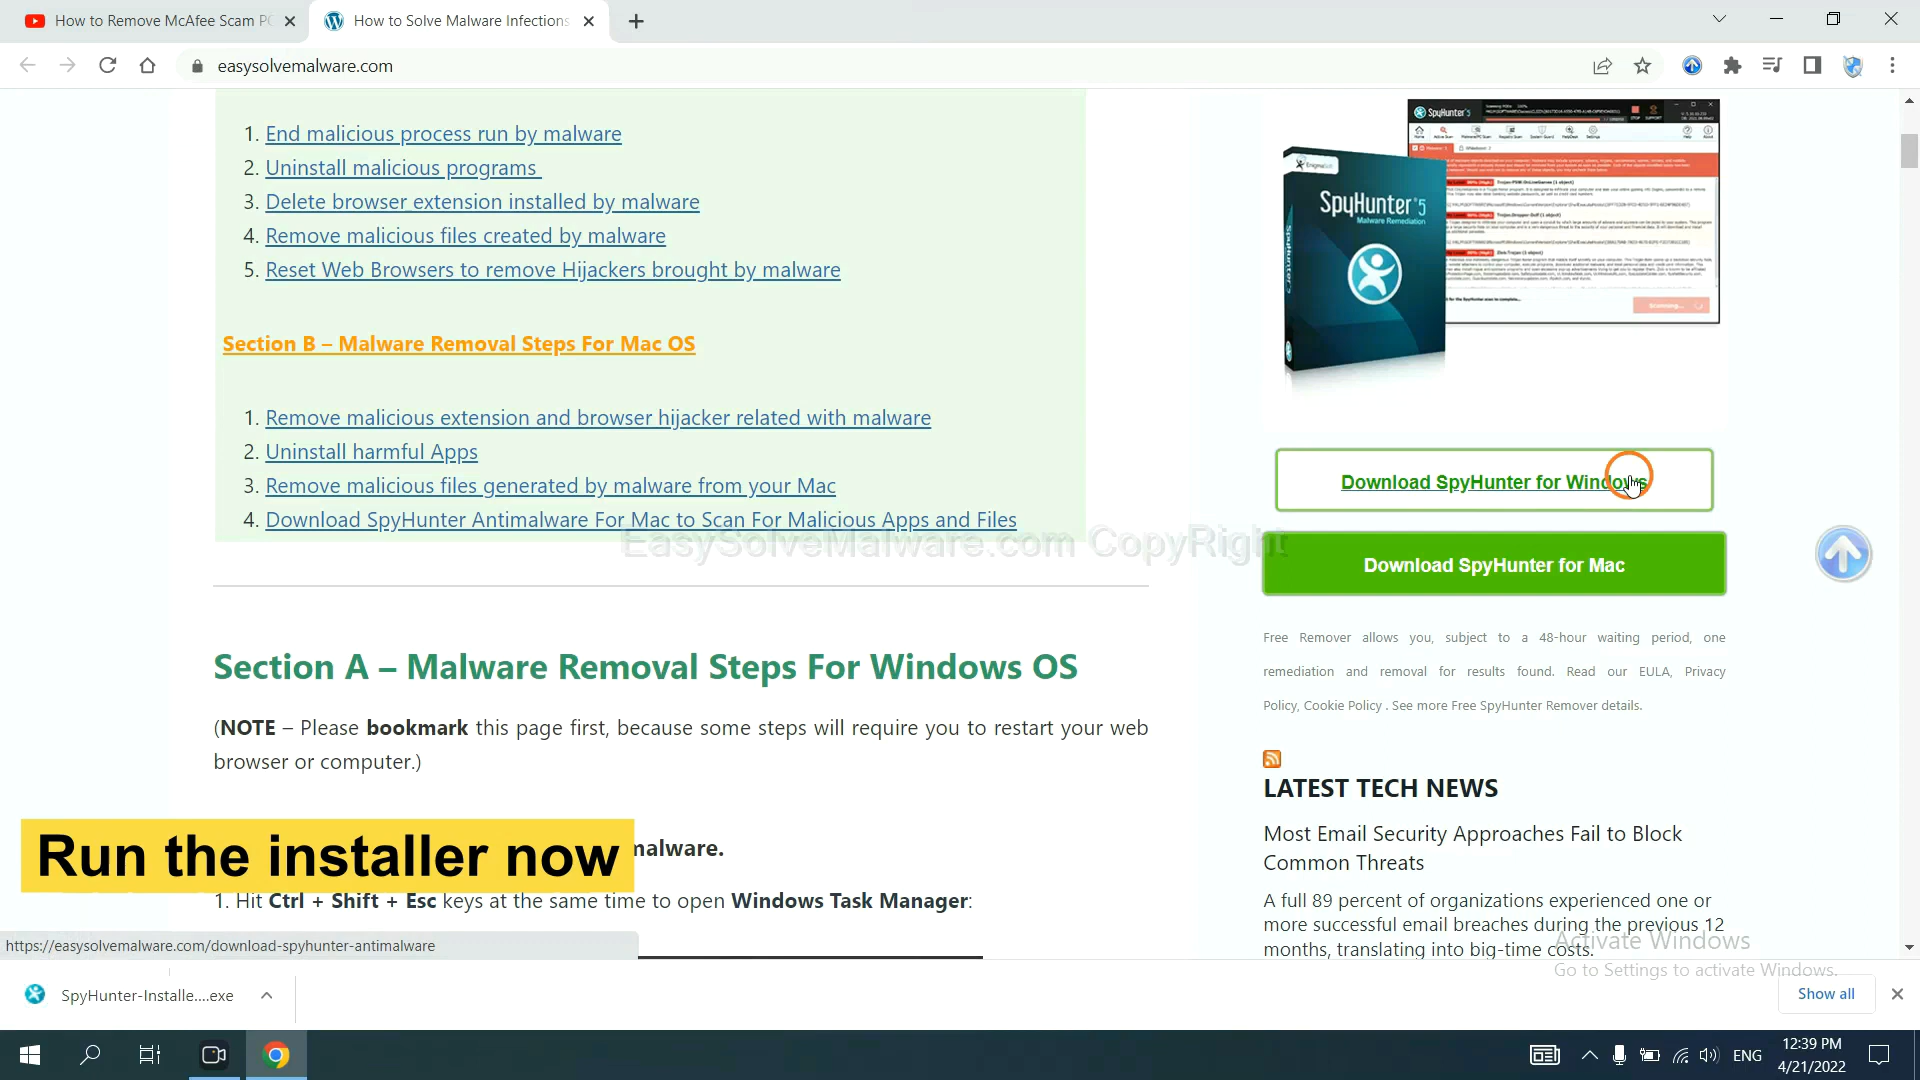 How to Remove McAfee Scam P
How to Solve Malware Infections
easysolvemalware.com
1. End malicious process run by malware
2. Uninstall malicious programs
3. Delete browser extension installed by malware
4. Remove malicious files created by malware
5. Reset Web Browsers to remove Hijackers brought by malware
Section B – Malware Removal Steps For Mac OS
1. Remove malicious extension and browser hijacker related with malware
2. Uninstall harmful Apps
3. Remove malicious files generated by malware from your Mac
4. Download SpyHunter Antimalware For Mac to Scan For Malicious Apps and Files
EasySolveMalware.com CopyRight
Section A – Malware Removal Steps For Windows OS
(NOTE – Please bookmark this page first, because some steps will require you to restart your web
browser or computer.)
Run the installer now
malware.
1. Hit Ctrl + Shift + Esc keys at the same time to open Windows Task Manager:
https://easysolvemalware.com/download-spyhunter-antimalware
SpyHunter 5
EnigmaSoft
SpyHunter 5
Malware Remediation
SpyHunter 5
Download SpyHunter for Windows
Download SpyHunter for Mac
Free Remover allows you, subject to a 48-hour waiting period, one
remediation and removal for results found. Read our EULA, Privacy
Policy, Cookie Policy . See more Free SpyHunter Remover details.
LATEST TECH NEWS
Most Email Security Approaches Fail to Block
Common Threats
A full 89 percent of organizations experienced one or
more successful email breaches during the previous 12
months, translating into big-time costs.
Activate Windows
Go to Settings to activate Windows.
SpyHunter-Installe....exe
Show all
ENG
12:39 PM
4/21/2022